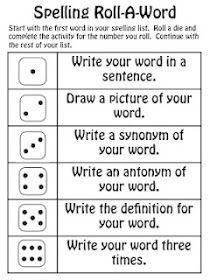 Spelling Roll-A-Word
Start with the first word in your spelling list. Roll a die and
complete the activity for the number you roll. Continue with
the rest of your list.
Write your word in a
sentence.
Draw a picture of your
word.
Write a synonym of
your word.
Write an antonym of
your word.
Write the definition for
your word.
Write your word three
times.